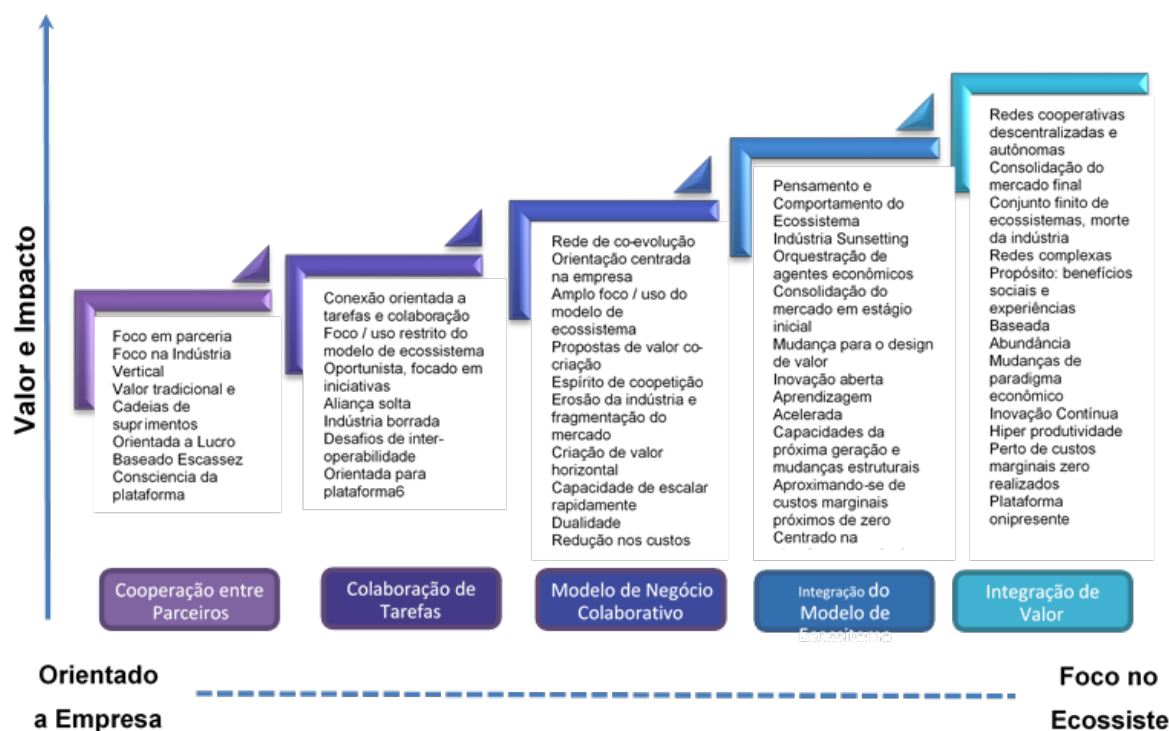 Valor e Impacto
Foco em parceria
Foco na Indústria
Vertical
Valor tradicional e
Cadeias de
suprimentos
Orientada a Lucro
Baseado Escassez
Consciencia da
plataforma
Conexão orientada a
tarefas e colaboração
Foco / uso restrito do
modelo de ecossistema
Oportunista, focado em
iniciativas
Aliança solta
Indústria borrada
Desafios de inter-
operabilidade
Orientada para
plataforma6
Rede de co-evolução
Orientação centrada
na empresa
Amplo foco / uso do
modelo de
ecossistema
Propostas de valor co-
criação
Espírito de coopetição
Erosão da indústria e
fragmentação do
mercado
Criação de valor
horizontal
Capacidade de escalar
rapidamente
Dualidade
Redução nos custos
Pensamento e
Comportamento do
Ecossistema
Indústria Sunsetting
Orquestração de
agentes econômicos
Consolidação do
mercado em estágio
inicial
Mudança para o design
de valor
Inovação aberta
Aprendizagem
Acelerada
Capacidades da
próxima geração e
mudanças estruturais
Aproximando-se de
custos marginais
próximos de zero
Centrado na
Redes cooperativas
descentralizadas e
autônomas
Consolidação do
mercado final
Conjunto finito de
ecossistemas, morte
da indústria
Redes complexas
Propósito: benefícios
sociais e
experiências
Baseada
Abundância
Mudanças de
paradigma
econômico
Inovação Contínua
Hiper produtividade
Perto de custos
marginais zero
realizados
Plataforma
onipresente
Cooperação entre
Parceiros
Colaboração de
Tarefas
Modelo de Negócio
Colaborativo
Integração do
Modelo de
Integração de
Valor
Orientado
a Empresa
Foco no
Ecossiste